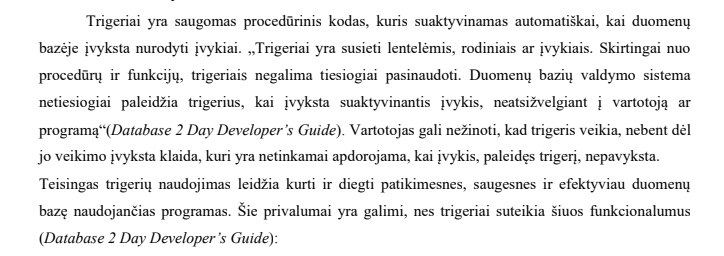 Trigeriai yra saugomas procedūrinis kodas, kuris suaktyvinamas automatiškai, kai duomenų
bazėje įvyksta nurodyti įvykiai. „Trigeriai yra susieti lentelėmis, rodiniais ar įvykiais. Skirtingai nuo
procedūrų ir funkcijų, trigeriais negalima tiesiogiai pasinaudoti. Duomenų bazių valdymo sistema
netiesiogiai paleidžia trigerius, kai įvyksta suaktyvinantis įvykis, neatsižvelgiant į vartotoją ar
programą“(Database 2 Day Developer’s Guide). Vartotojas gali nežinoti, kad trigeris veikia, nebent dėl
jo veikimo įvyksta klaida, kuri yra netinkamai apdorojama, kai įvykis, paleidęs trigerį, nepavyksta.
Teisingas trigerių naudojimas leidžia kurti ir diegti patikimesnes, saugesnes ir efektyviau duomenų
bazę naudojančias programas. Šie privalumai yra galimi, nes trigeriai suteikia šiuos funkcionalumus
(Database 2 Day Developer’s Guide):